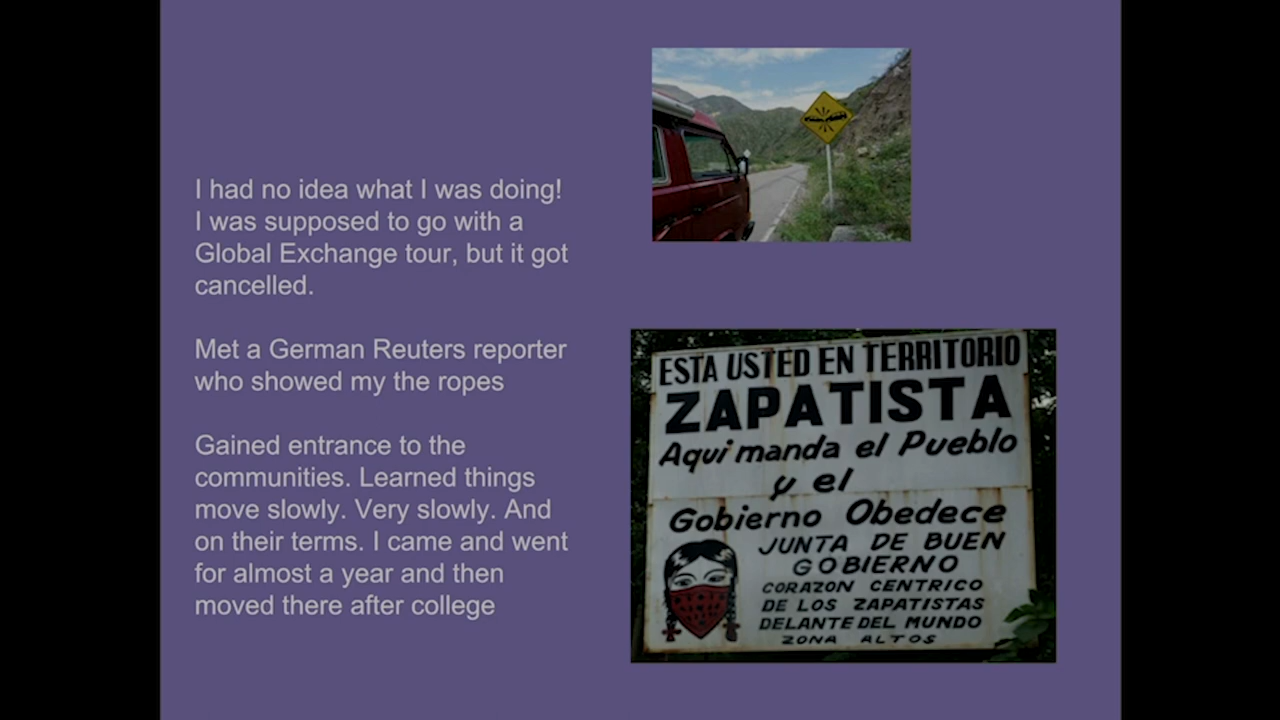 I had no idea what I was doing!
I was supposed to go with a
Global Exchange tour, but it got
cancelled.
Met a German Reuters reporter
who showed my the ropes
Gained entrance to the
communities. Learned things
move slowly. Very slowly. And
on their terms. I came and went
for almost a year and then
moved there after college
ESTA USTED EN TERRITORIO
ZAPATISTA
Aqui manda el Pueblo
y el
Gobierno Obedece
JUNTA DE BUEN
GOBIERNO
CORAZON CENTRICO
DE LOS ZAPATISTAS
DELANTE DEL MUNDO
ZONA ALTOS